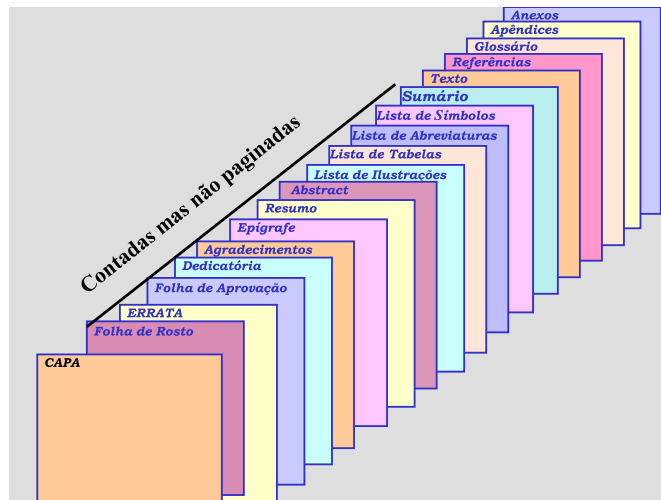 Anexos
Apêndices
Glossário
Referências
Texto
Sumário
Lista de Símbolos
Lista de Abreviaturas
Lista de Tabelas
Lista de Ilustrações
Abstract
Resumo
Epígrafe
Agradecimentos
Dedicatória
Folha de Aprovação
ERRATA
Folha de Rosto
CAPA
Contadas mas não paginadas